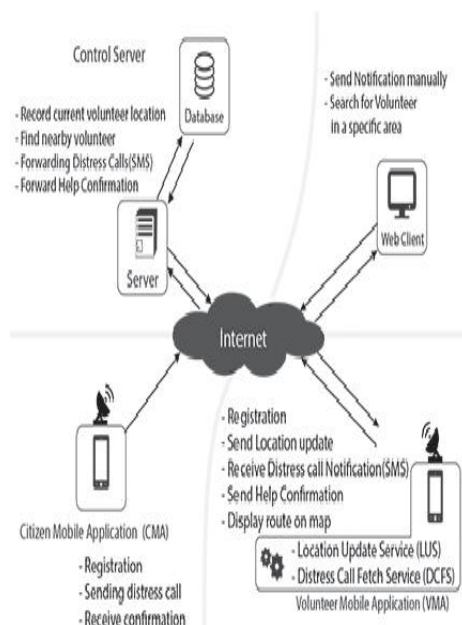 Control Server
Database
- Record current volunteer location
- Find nearby volunteer
- Forwarding Distress Calls(SMS)
- Forward Help Confirmation
Server
- Send Notification manually
- Search for Volunteer
in a specific area
Web Client
Internet
Citizen Mobile Application (CMA)
- Registration
- Sending distress call
- Receive confirmation
- Registration
- Send Location update
- Receive Distress call Notification(SMS)
- Send Help Confirmation
- Display route on map
- Location Update Service (LUS)
- Distress Call Fetch Service (DCFS)
Volunteer Mobile Application (VMA)